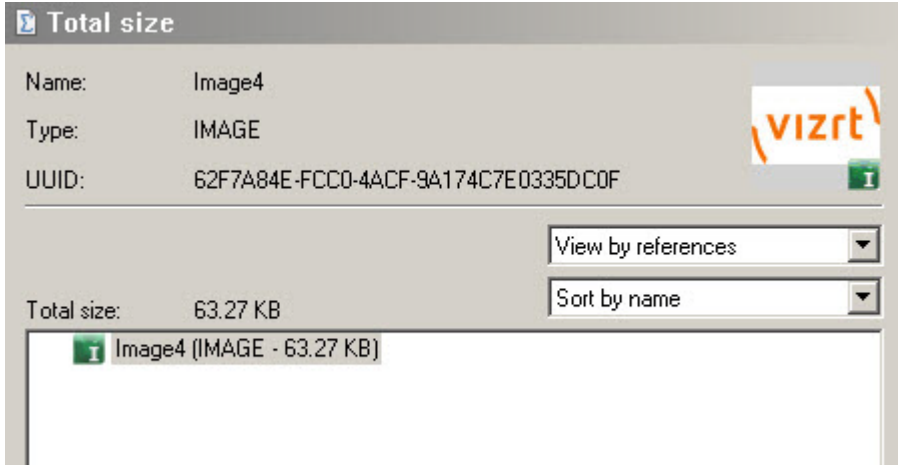 Total size
Name: Image4
Type: IMAGE
vizrt
UUID: 62F7A84E-FCC0-4ACF-9A174C7E0335DC0F
I
View by references
Total size: 63.27 KB
Sort by name
I Image4 (IMAGE - 63.27 KB)